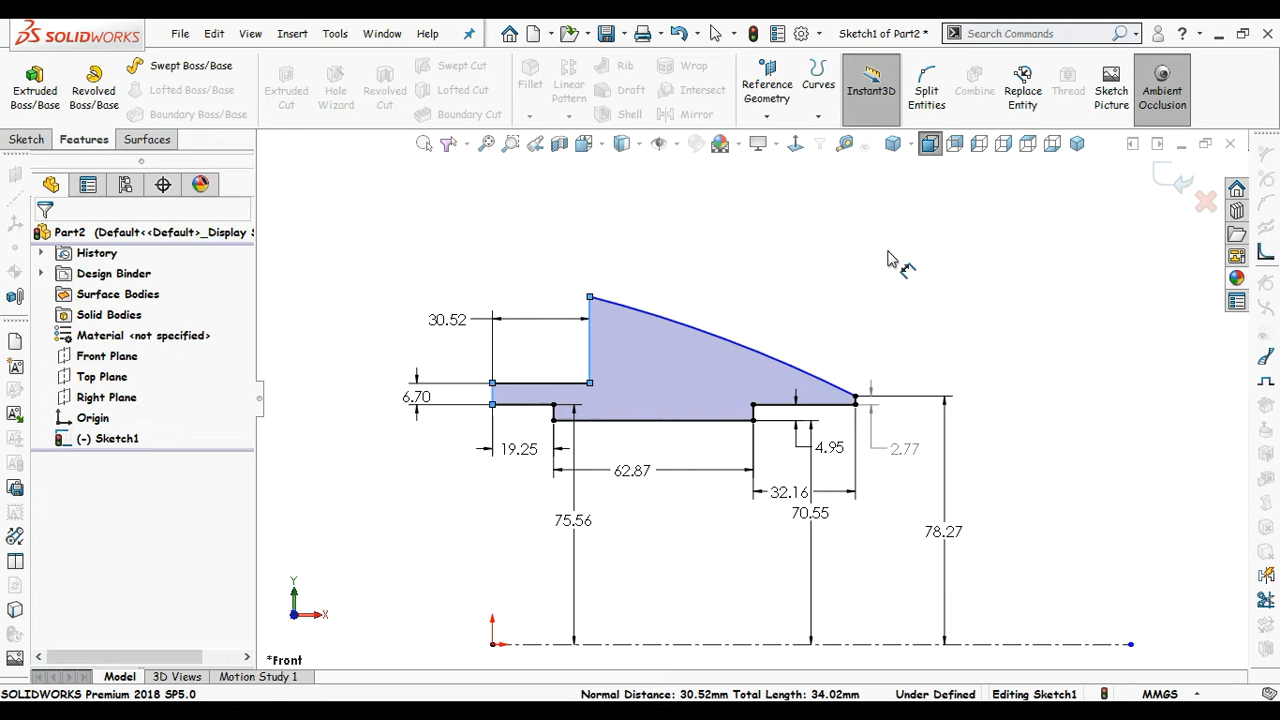 SOLIDWORKS File Edit View Insert Tools Window Help Sketch1 of Part2 * Search Commands ?
Extruded Boss/Base
Revolved Boss/Base
Swept Boss/Base
Lofted Boss/Base
Boundary Boss/Base
Extruded Cut
Hole Wizard
Revolved Cut
Swept Cut
Lofted Cut
Boundary Cut
Fillet
Linear Pattern
Rib
Draft
Shell
Wrap
Intersect
Mirror
Reference Geometry
Curves
Instant3D
Split Entities
Combine
Replace Entity
Thread
Sketch Picture
Ambient Occlusion
Sketch Features Surfaces
Part2 (Default<<Default>_Display S
History
Design Binder
Surface Bodies
Solid Bodies
Material <not specified>
Front Plane
Top Plane
Right Plane
Origin
(-) Sketch1
30.52
6.70
19.25
62.87
4.95
2.77
32.16
70.55
75.56
78.27
Y
X
*Front
Model 3D Views Motion Study 1
SOLIDWORKS Premium 2018 SP5.0 Normal Distance: 30.52mm Total Length: 34.02mm Under Defined Editing Sketch1 MMGS